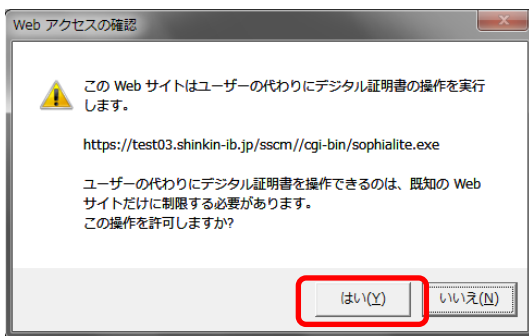 Web アクセスの確認
この Web サイトはユーザーの代わりにデジタル証明書の操作を実行
します。
https://test03.shinkin-ib.jp/sscm//cgi-bin/sophialite.exe
ユーザーの代わりにデジタル証明書を操作できるのは、既知の Web
サイトだけに制限する必要があります。
この操作を許可しますか?
はい(Y)
いいえ(N)